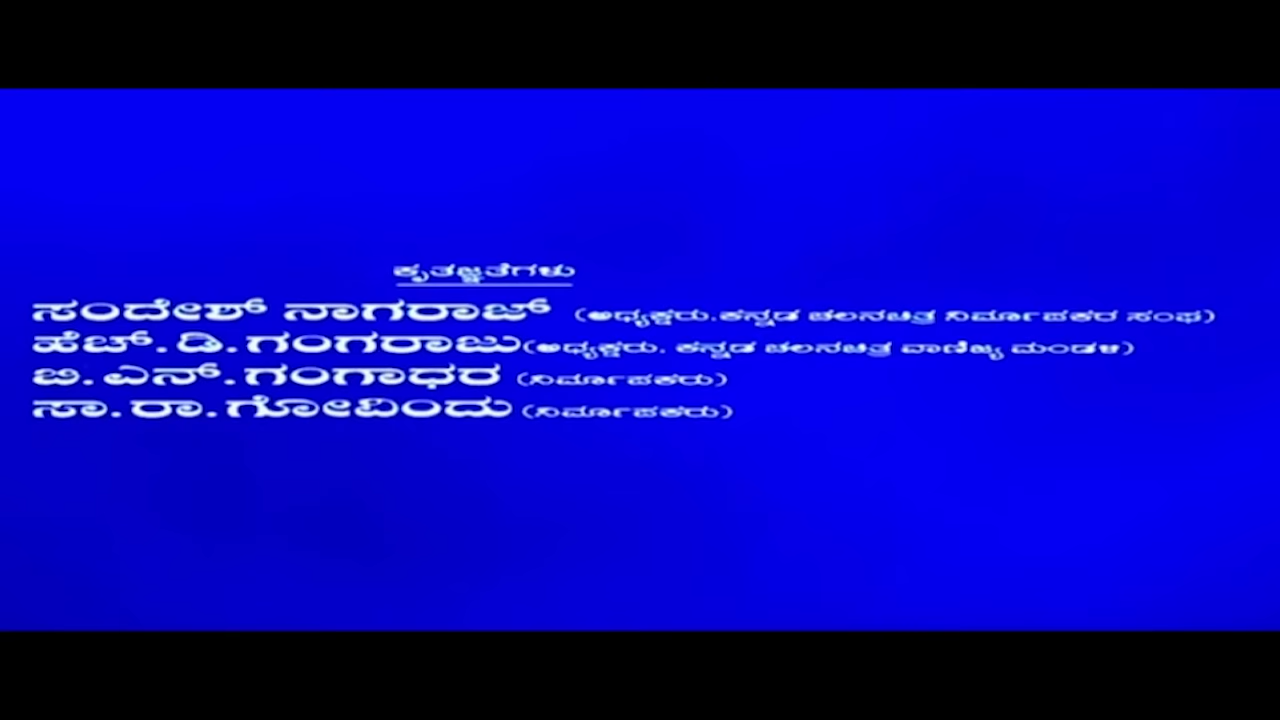 ಕೃತಜ್ಞತೆಗಳು
ಸಂದೇಶ್ ನಾಗರಾಜ್ (ಅಧ್ಯಕ್ಷರು.ಕನ್ನಡ ಚಲನಚಿತ್ರ ನಿರ್ಮಾಪಕರ ಸಂಘ)
ಹೆಚ್.ಡಿ.ಗಂಗರಾಜು(ಅಧ್ಯಕ್ಷರು. ಕನ್ನಡ ಚಲನಚಿತ್ರ ವಾಣಿಜ್ಯ ಮಂಡಳಿ)
ಐ.ಎನ್.ಗಂಗಾಧರ (ನಿರ್ಮಾಪಕರು)
ಸಾ.ರಾ.ಗೋವಿಂದು (ನಿರ್ಮಾಪಕರು)